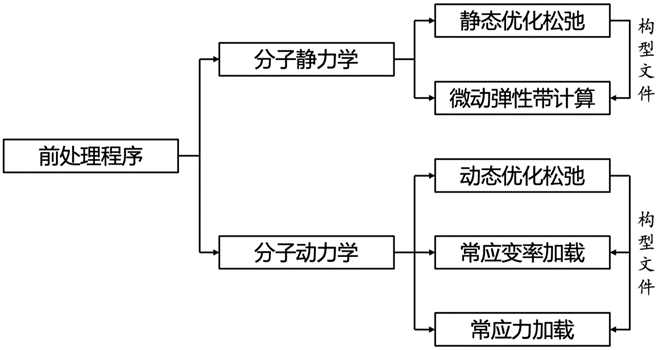 前处理程序
分子静力学
静态优化松弛
微动弹性带计算
构型文件
分子动力学
动态优化松弛
常应变率加载
常应力加载
构型文件